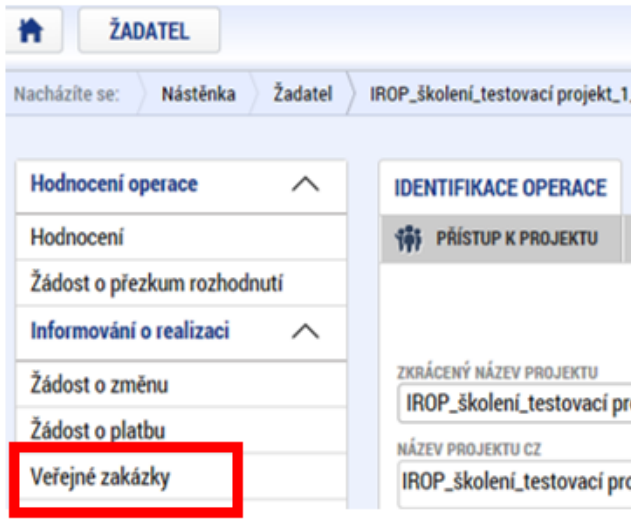 ŽADATEL
Nacházíte se: Nástěnka Žadatel IROP_školení_testovací projekt_1
Hodnocení operace
Hodnocení
Žádost o přezkum rozhodnutí
Informování o realizaci
Žádost o změnu
Žádost o platbu
Veřejné zakázky
IDENTIFIKACE OPERACE
PŘÍSTUP K PROJEKTU
ZKRÁCENÝ NÁZEV PROJEKTU
IROP_školení_testovací pr
NÁZEV PROJEKTU CZ
IROP_školení_testovací pro